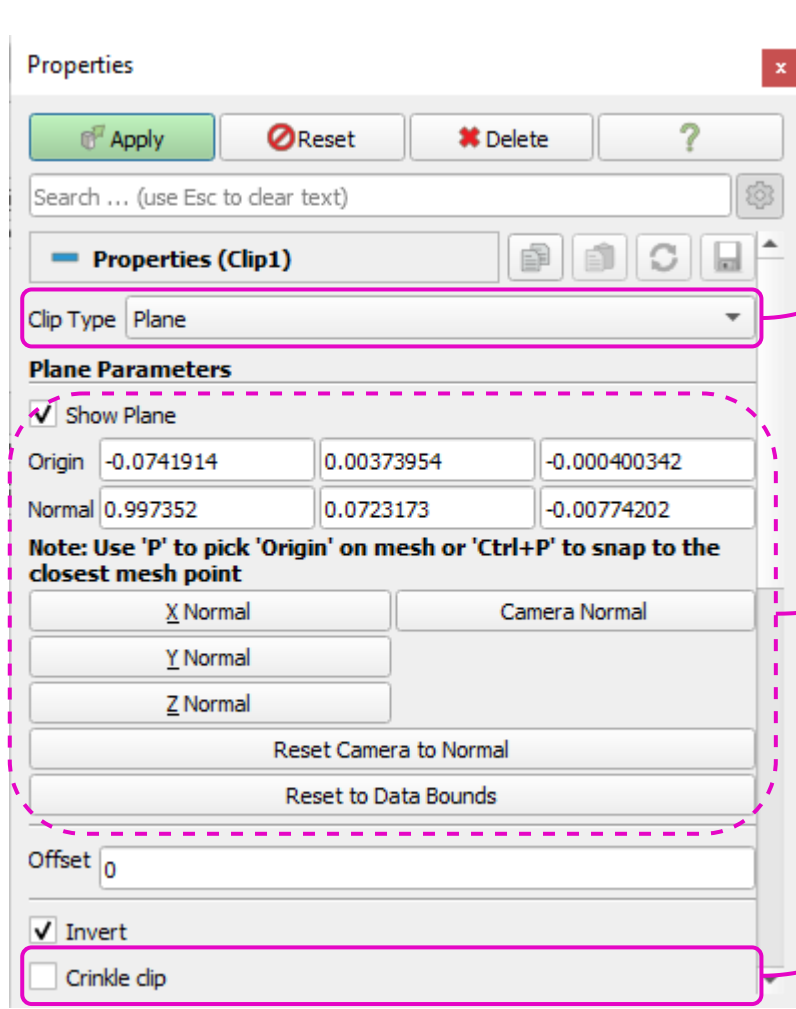 Properties
x
Apply Reset Delete ?
Search ... (use Esc to clear text)
Properties (Clip1)
Clip Type Plane
Plane Parameters
Show Plane
Origin -0.0741914 0.00373954 -0.000400342
Normal 0.997352 0.0723173 -0.00774202
Note: Use 'P' to pick 'Origin' on mesh or 'Ctrl+P' to snap to the
closest mesh point
X Normal Camera Normal
Y Normal
Z Normal
Reset Camera to Normal
Reset to Data Bounds
Offset 0
Invert
Crinkle clip